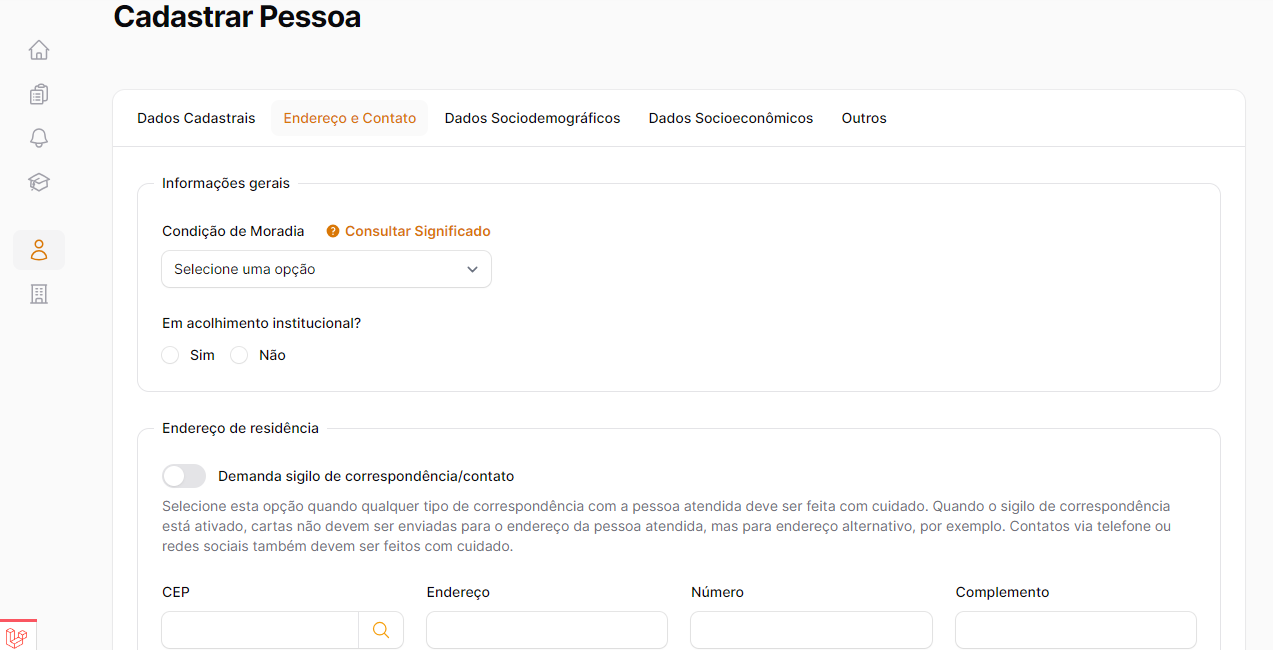 Cadastrar Pessoa
Dados Cadastrais
Endereço e Contato
Dados Sociodemográficos
Dados Socioeconômicos
Outros
Informações gerais
Condição de Moradia
Consultar Significado
Selecione uma opção
Em acolhimento institucional?
Sim
Não
Endereço de residência
Demanda sigilo de correspondência/contato
Selecione esta opção quando qualquer tipo de correspondência com a pessoa atendida deve ser feita com cuidado. Quando o sigilo de correspondência
está ativado, cartas não devem ser enviadas para o endereço da pessoa atendida, mas para endereço alternativo, por exemplo. Contatos via telefone ou
redes sociais também devem ser feitos com cuidado.
CEP
Endereço
Número
Complemento